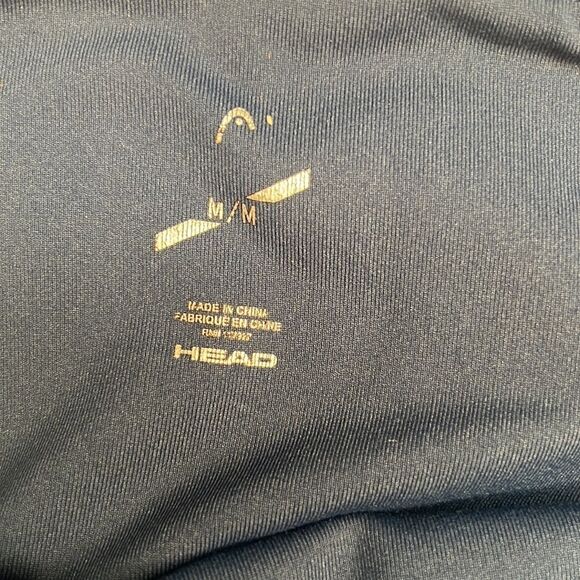 M/M
MADE IN CHINA
FABRIQUE EN CHINE
HEAD